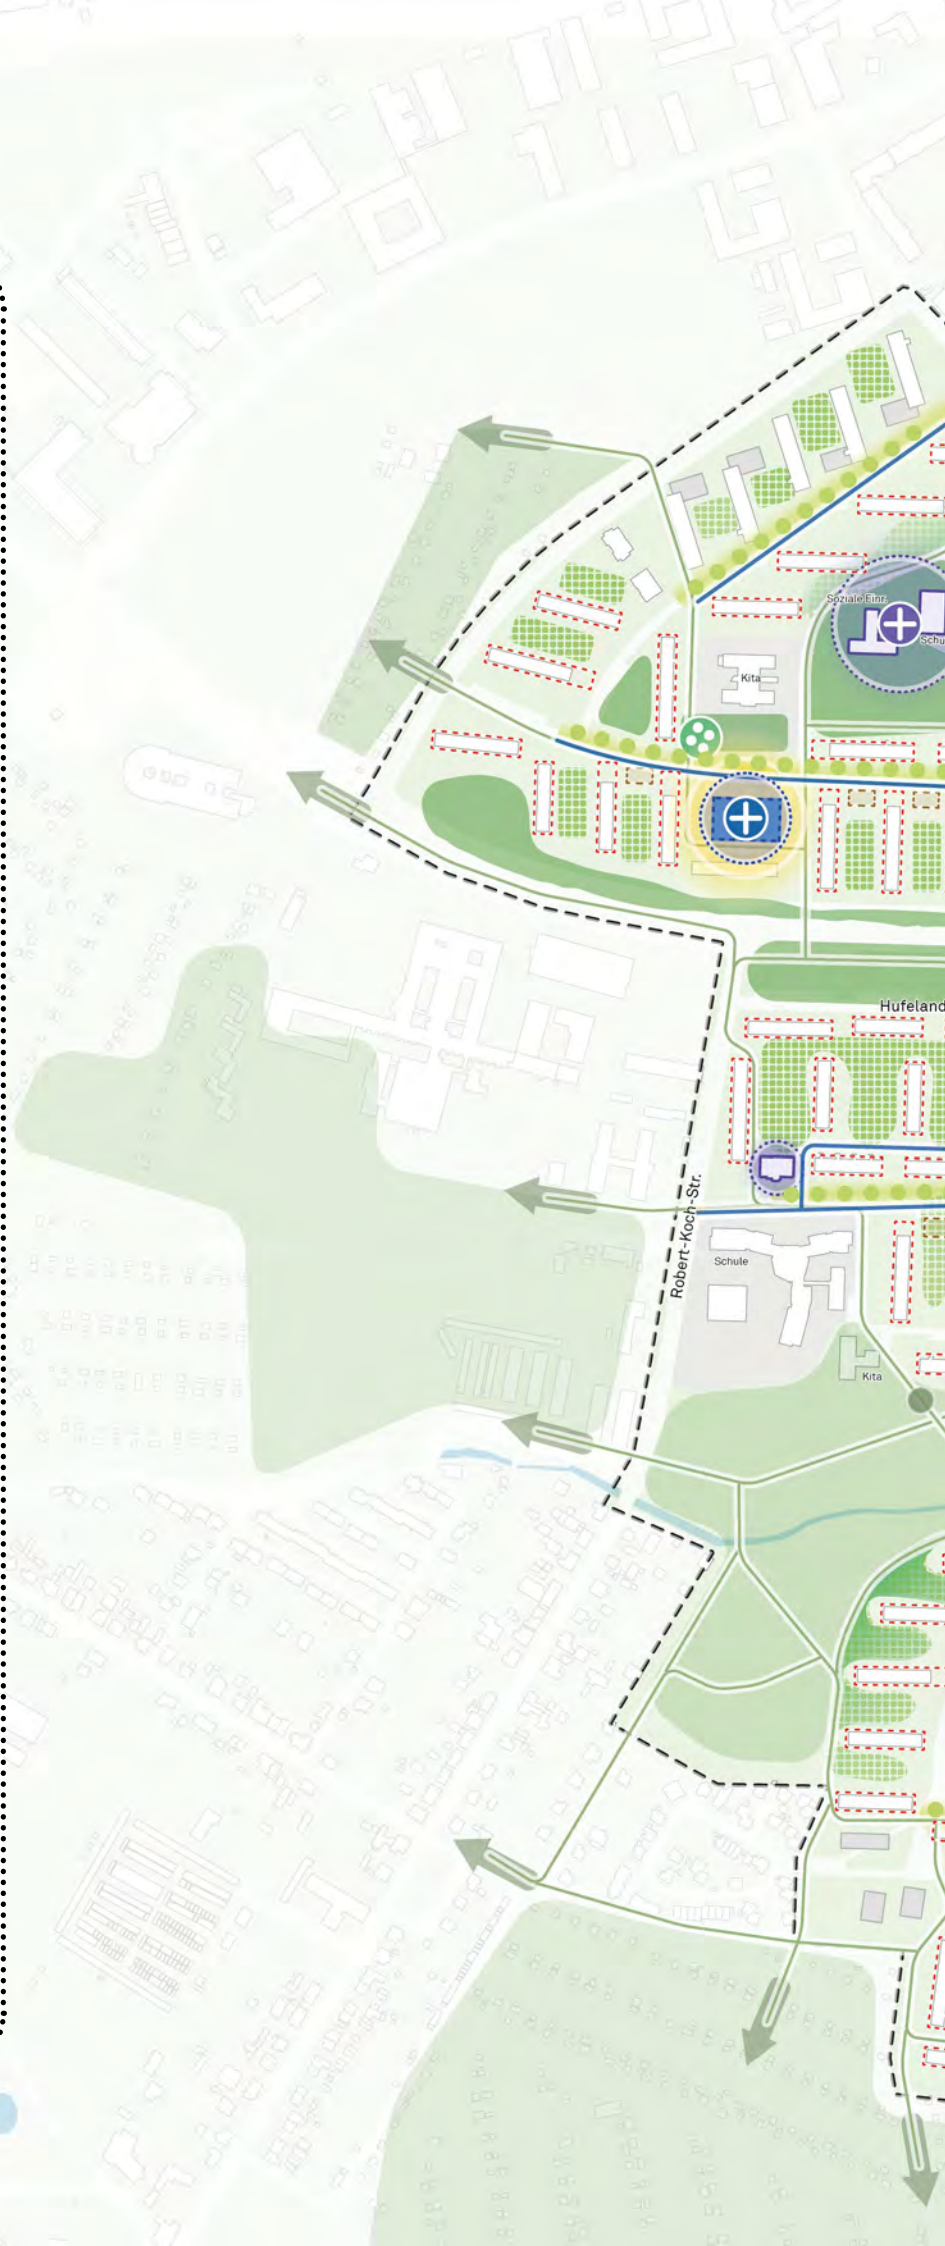 Soziale Einr.
Schu
Kita
Hufeland
Robert-Koch-Str.
Schule
Kita